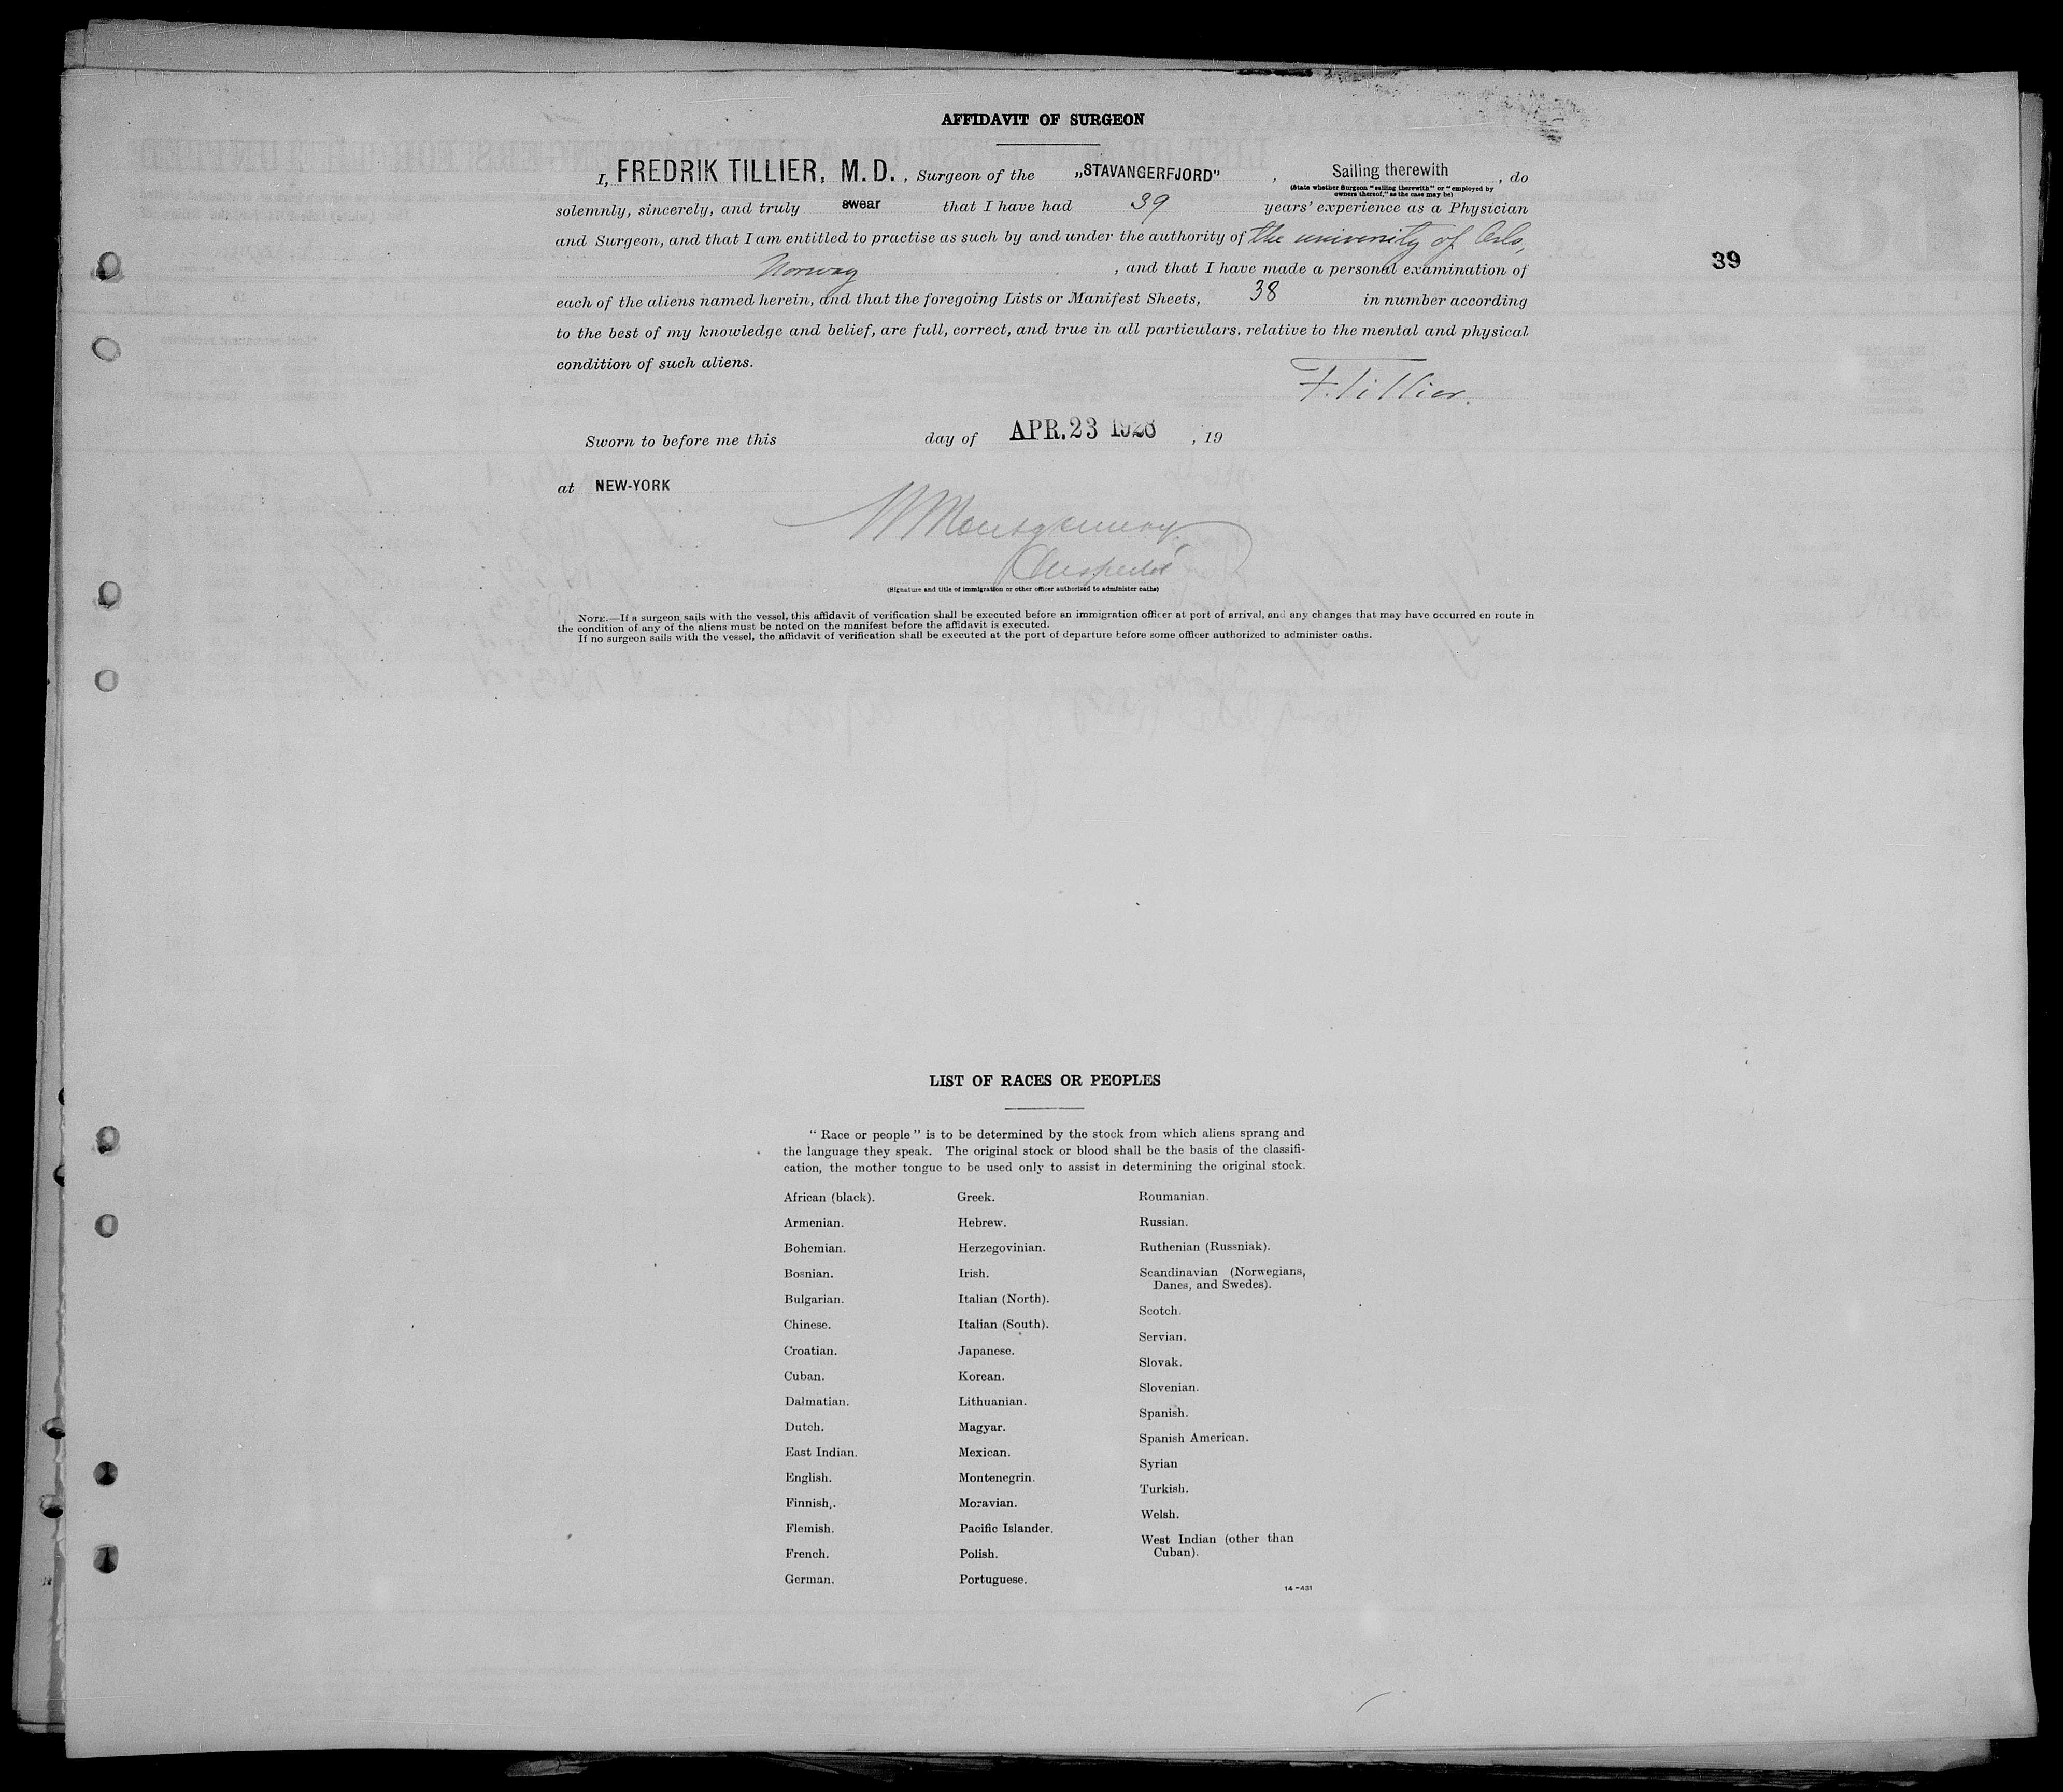 AFFIDAVIT OF SURGEON
I, FREDRIK TILLIER, M.D. , Surgeon of the „STAVANGERFJORD" , Sailing therewith , do
(State whether Surgeon "sailing therewith" or "employed by
owners thereof," as the case may be)
solemnly, sincerely, and truly swear that I have had 39 years' experience as a Physician
and Surgeon, and that I am entitled to practise as such by and under the authority of the university of Oslo,
39
Norway , and that I have made a personal examination of
each of the aliens named herein, and that the foregoing Lists or Manifest Sheets, 38 in number according
to the best of my knowledge and belief, are full, correct, and true in all particulars. relative to the mental and physical
condition of such aliens.
F. Tillier.
Sworn to before me this day of APR. 23 1928 , 19
at NEW-YORK
Montgomery
Inspector
(Signature and title of immigration or other officer authorized to administer oaths)
NOTE.—If a surgeon sails with the vessel, this affidavit of verification shall be executed before an immigration officer at port of arrival, and any changes that may have occurred en route in
the condition of any of the aliens must be noted on the manifest before the affidavit is executed.
If no surgeon sails with the vessel, the affidavit of verification shall be executed at the port of departure before some officer authorized to administer oaths.
LIST OF RACES OR PEOPLES
"Race or people" is to be determined by the stock from which aliens sprang and
the language they speak. The original stock or blood shall be the basis of the classifi-
cation, the mother tongue to be used only to assist in determining the original stock.
African (black).
Armenian.
Bohemian.
Bosnian.
Bulgarian.
Chinese.
Croatian.
Cuban.
Dalmatian.
Dutch.
East Indian.
English.
Finnish,.
Flemish.
French.
German.
Greek.
Hebrew.
Herzegovinian.
Irish.
Italian (North).
Italian (South).
Japanese.
Korean.
Lithuanian.
Magyar.
Mexican.
Montenegrin.
Moravian.
Pacific Islander.
Polish.
Portuguese.
Roumanian.
Russian.
Ruthenian (Russniak).
Scandinavian (Norwegians,
Danes, and Swedes).
Scotch.
Servian.
Slovak.
Slovenian.
Spanish.
Spanish American.
Syrian
Turkish.
Welsh.
West Indian (other than
Cuban).
14-431